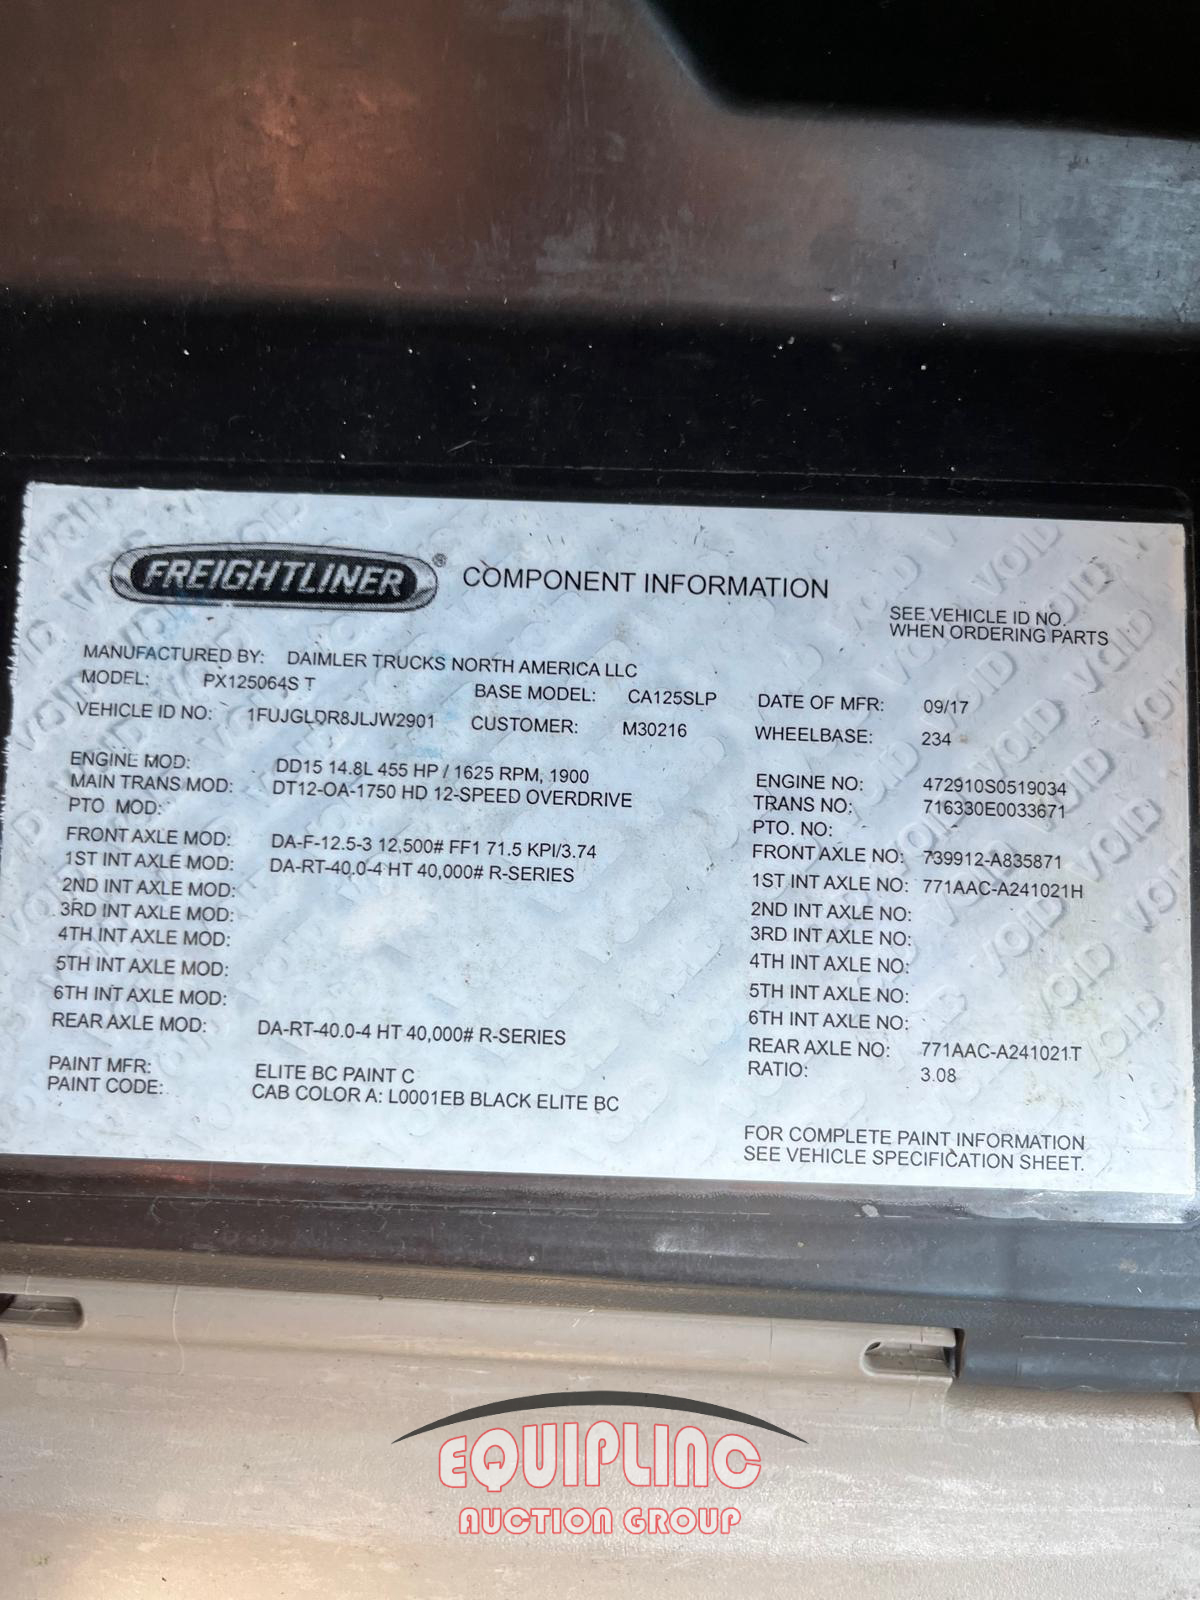 FREIGHTLINER ® COMPONENT INFORMATION
SEE VEHICLE ID NO.
WHEN ORDERING PARTS
MANUFACTURED BY: DAIMLER TRUCKS NORTH AMERICA LLC
MODEL: PX125064S T BASE MODEL: CA125SLP DATE OF MFR: 09/17
VEHICLE ID NO: 1FUJGLDR8JLJW2901 CUSTOMER: M30216 WHEELBASE: 234
ENGINE MOD: DD15 14.8L 455 HP / 1625 RPM, 1900 ENGINE NO: 472910S0519034
MAIN TRANS MOD: DT12-OA-1750 HD 12-SPEED OVERDRIVE TRANS NO: 716330E0033671
PTO MOD: PTO. NO:
FRONT AXLE MOD: DA-F-12.5-3 12,500# FF1 71.5 KPI/3.74 FRONT AXLE NO: 739912-A835871
1ST INT AXLE MOD: DA-RT-40.0-4 HT 40,000# R-SERIES 1ST INT AXLE NO: 771AAC-A241021H
2ND INT AXLE MOD: 2ND INT AXLE NO:
3RD INT AXLE MOD: 3RD INT AXLE NO:
4TH INT AXLE MOD: 4TH INT AXLE NO:
5TH INT AXLE MOD: 5TH INT AXLE NO:
6TH INT AXLE MOD: 6TH INT AXLE NO:
REAR AXLE MOD: DA-RT-40.0-4 HT 40,000# R-SERIES REAR AXLE NO: 771AAC-A241021T
RATIO: 3.08
PAINT MFR: ELITE BC PAINT C
PAINT CODE: CAB COLOR A: L0001EB BLACK ELITE BC
FOR COMPLETE PAINT INFORMATION
SEE VEHICLE SPECIFICATION SHEET.
EQUIPLINC
AUCTION GROUP